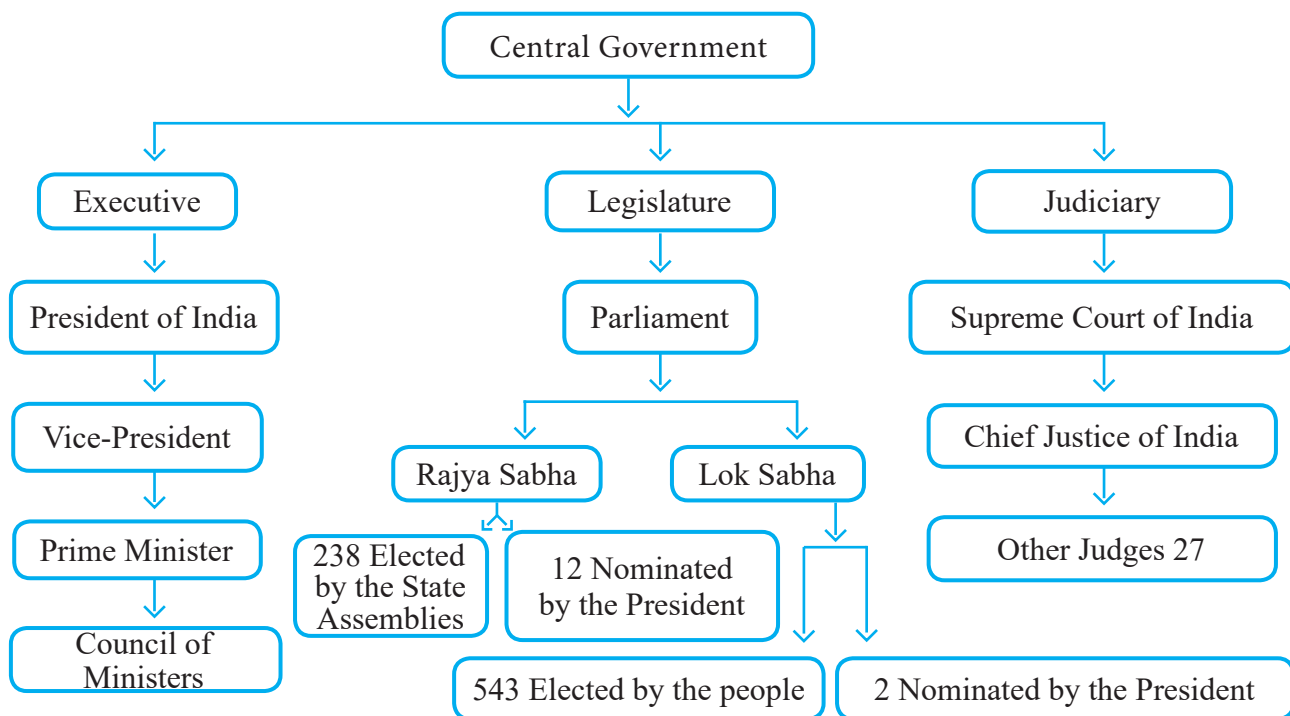 Central Government
Executive
Legislature
Judiciary
President of India
Parliament
Supreme Court of India
Vice-President
Chief Justice of India
Rajya Sabha
Lok Sabha
Prime Minister
238 Elected
by the State
Assemblies
12 Nominated
by the President
Other Judges 27
Council of
Ministers
543 Elected by the people
2 Nominated by the President